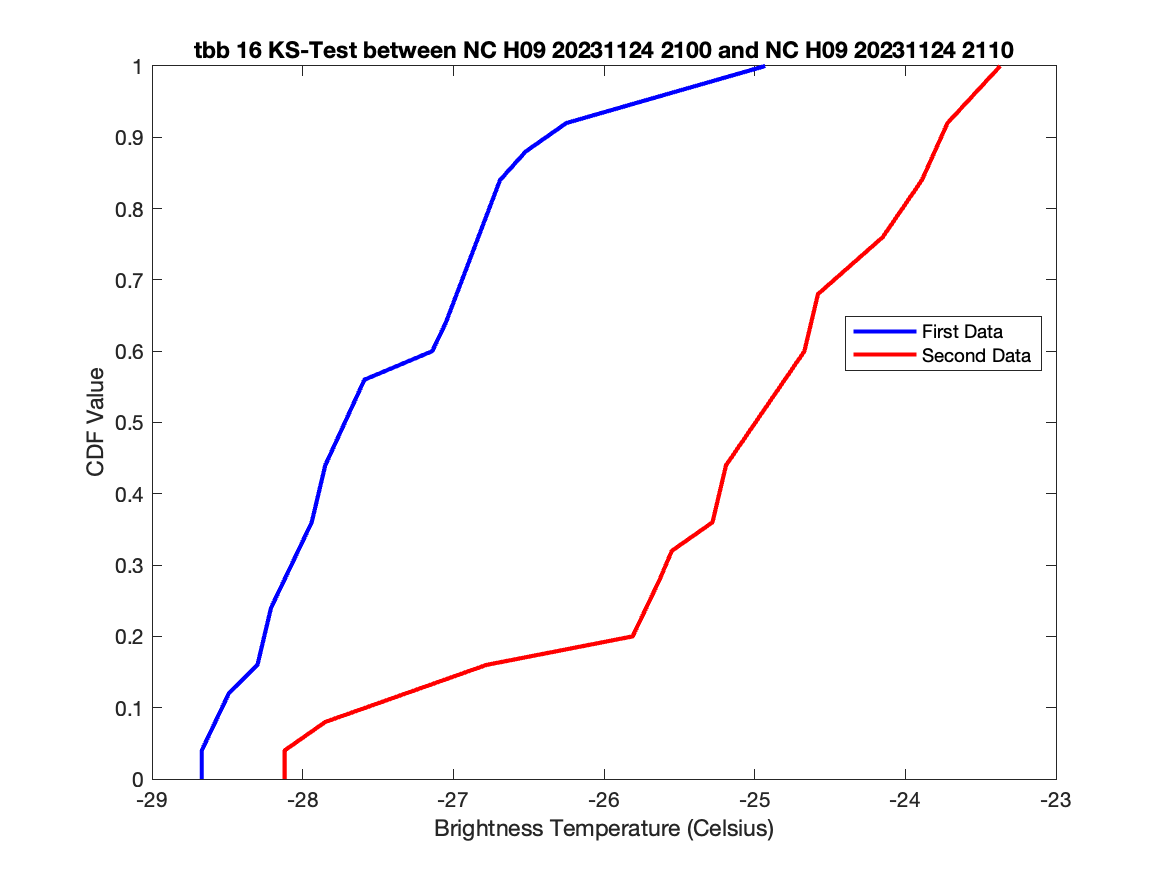 tbb 16 KS-Test between NC H09 20231124 2100 and NC H09 20231124 2110
1
0.9
0.8
0.7
0.6
0.5
0.4
0.3
0.2
0.1
0
CDF Value
First Data
Second Data
-29 -28 -27 -26 -25 -24 -23
Brightness Temperature (Celsius)